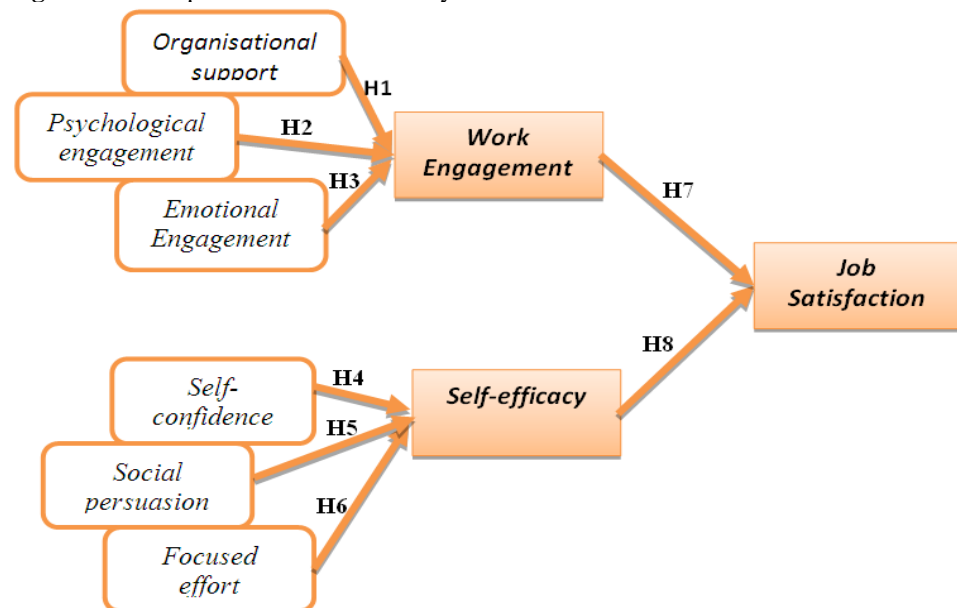 Organisational
support
H1
Psychological
engagement
H2
Work
Engagement
H3
Emotional
Engagement
H7
Job
Satisfaction
H8
Self-
confidence
H4
Self-efficacy
H5
Social
persuasion
H6
Focused
effort